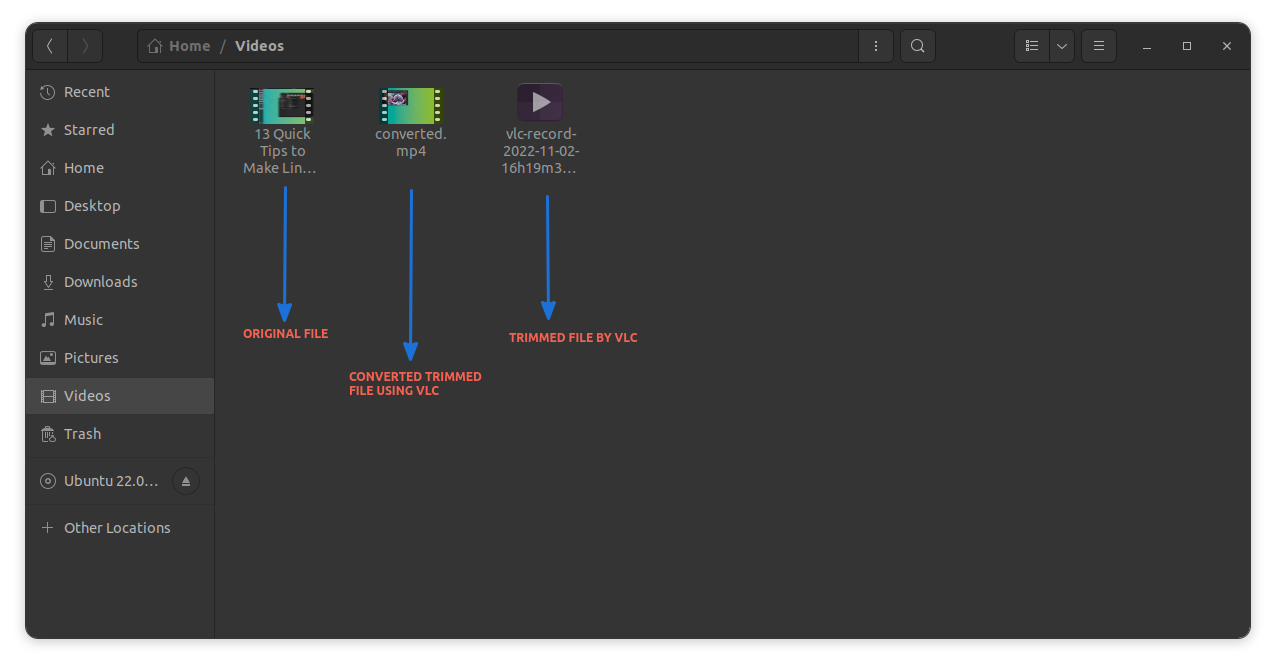 Home / Videos
Recent
Starred
Home
Desktop
Documents
Downloads
Music
Pictures
Videos
Trash
Ubuntu 22.0...
Other Locations
13 Quick
Tips to
Make Lin...
converted.
mp4
vlc-record-
2022-11-02-
16h19m3...
ORIGINAL FILE
CONVERTED TRIMMED
FILE USING VLC
TRIMMED FILE BY VLC